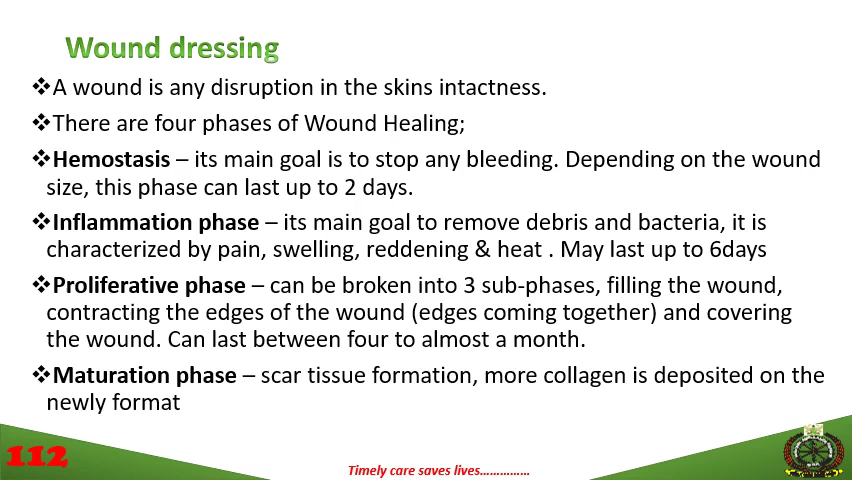 Wound dressing
❖A wound is any disruption in the skins intactness.
❖There are four phases of Wound Healing;
❖Hemostasis – its main goal is to stop any bleeding. Depending on the wound
size, this phase can last up to 2 days.
❖Inflammation phase – its main goal to remove debris and bacteria, it is
characterized by pain, swelling, reddening & heat . May last up to 6days
❖Proliferative phase – can be broken into 3 sub-phases, filling the wound,
contracting the edges of the wound (edges coming together) and covering
the wound. Can last between four to almost a month.
❖Maturation phase – scar tissue formation, more collagen is deposited on the
newly format
112
Timely care saves lives……………